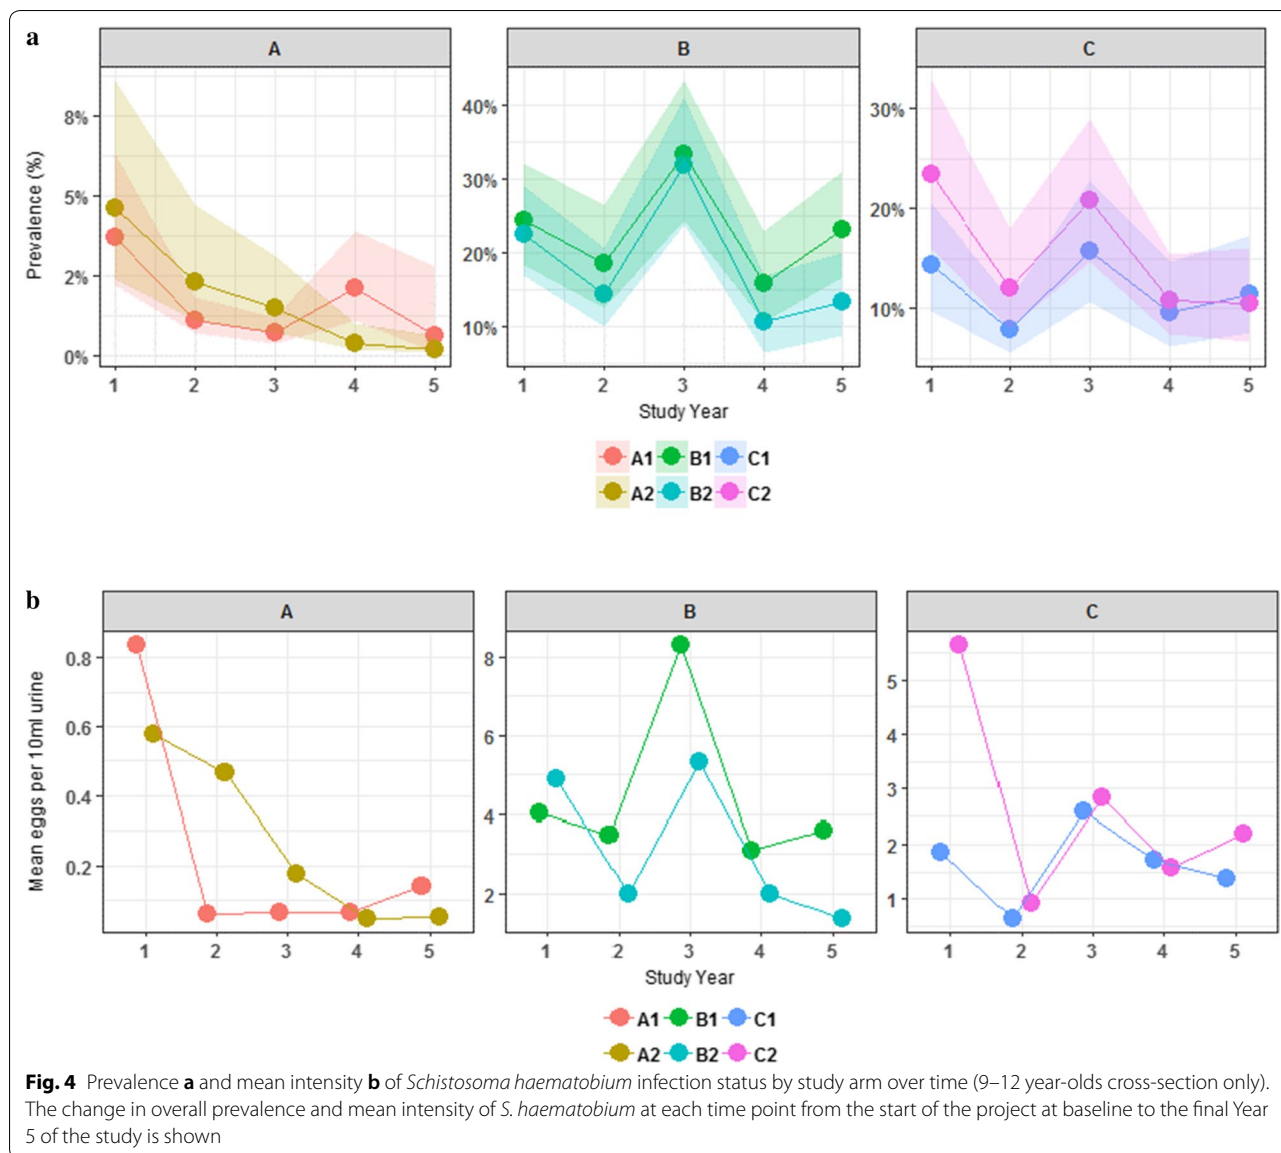 a
A
B
C
Prevalence (%)
8%
5%
2%
0%
40%
30%
20%
10%
30%
20%
10%
1 2 3 4 5
1 2 3 4 5
1 2 3 4 5
Study Year
A1 B1 C1
A2 B2 C2
b
A
B
C
Mean eggs per 10ml urine
0.8
0.6
0.4
0.2
8
6
4
2
5
4
3
2
1
1 2 3 4 5
1 2 3 4 5
1 2 3 4 5
Study Year
A1 B1 C1
A2 B2 C2
Fig. 4 Prevalence a and mean intensity b of Schistosoma haematobium infection status by study arm over time (9–12 year-olds cross-section only).
The change in overall prevalence and mean intensity of S. haematobium at each time point from the start of the project at baseline to the final Year
5 of the study is shown